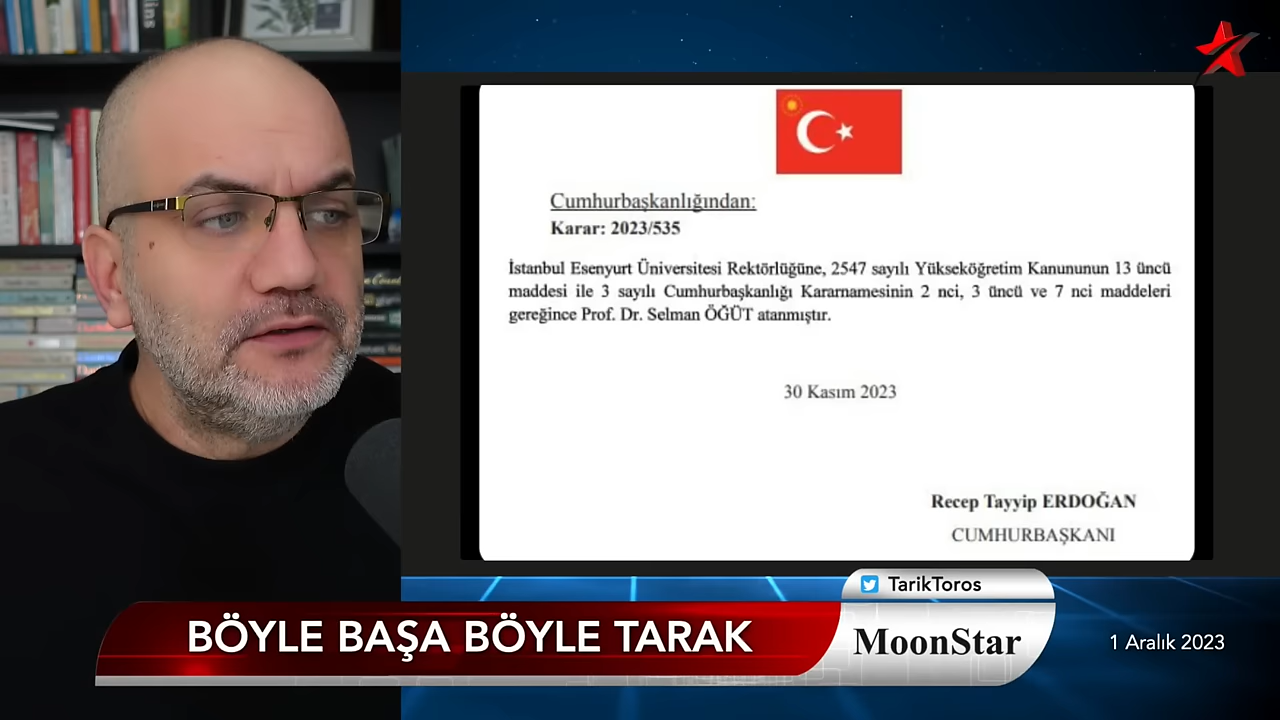 Cumhurbaşkanlığından:
Karar: 2023/535
İstanbul Esenyurt Üniversitesi Rektörlüğüne, 2547 sayılı Yükseköğretim Kanununun 13 üncü
maddesi ile 3 sayılı Cumhurbaşkanlığı Kararnamesinin 2 nci, 3 üncü ve 7 nci maddeleri
gereğince Prof. Dr. Selman ÖĞÜT atanmıştır.
30 Kasım 2023
Recep Tayyip ERDOĞAN
CUMHURBAŞKANI
TarikToros
BÖYLE BAŞA BÖYLE TARAK
MoonStar
1 Aralık 2023